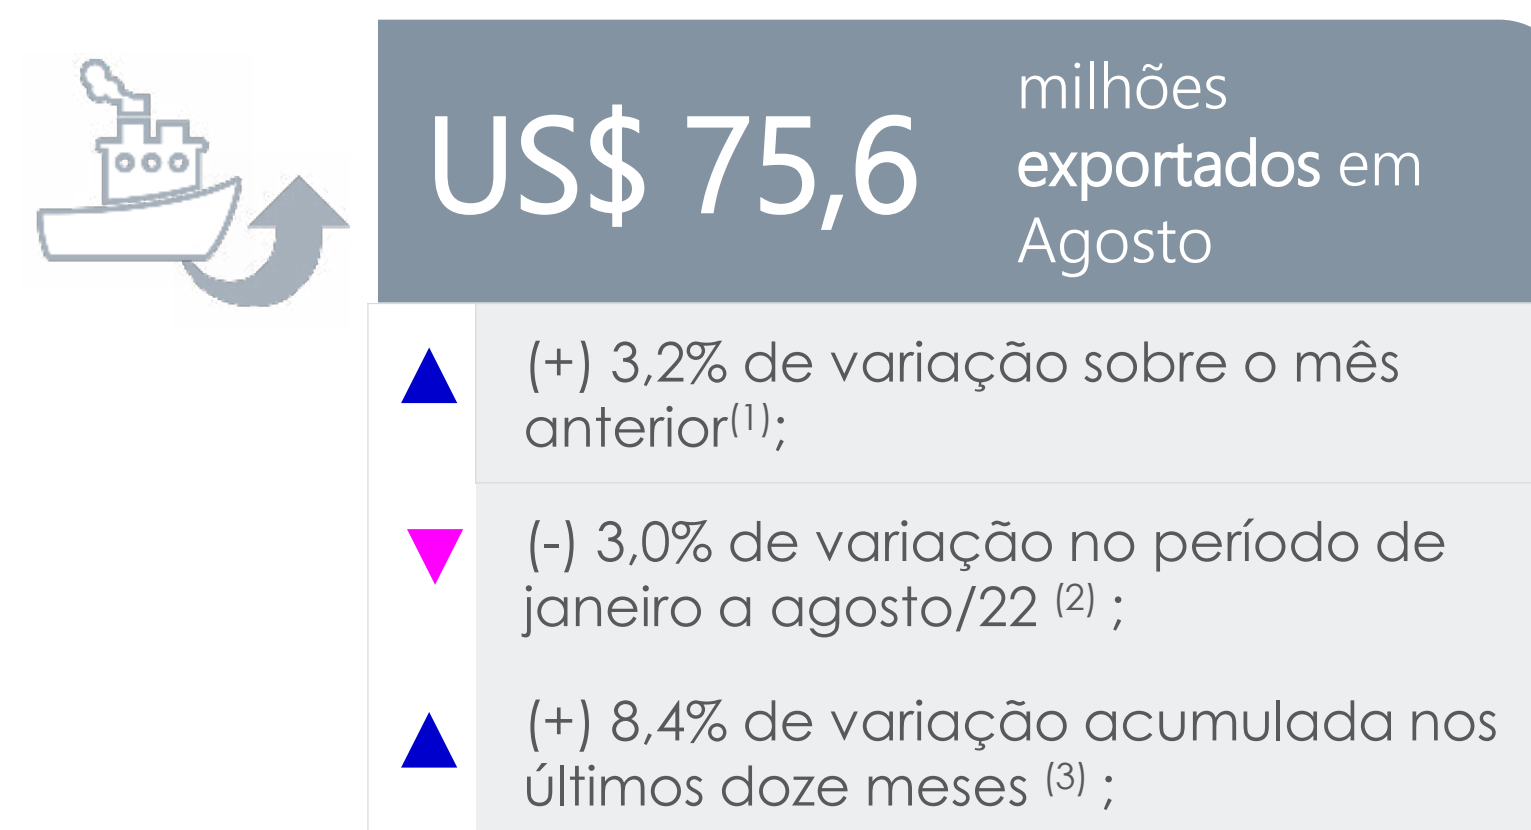 US$ 75,6
milhões
exportados em
Agosto
(+) 3,2% de variação sobre o mês
anterior(1);
(-) 3,0% de variação no período de
janeiro a agosto/22 (2) ;
(+) 8,4% de variação acumulada nos
últimos doze meses (3) ;